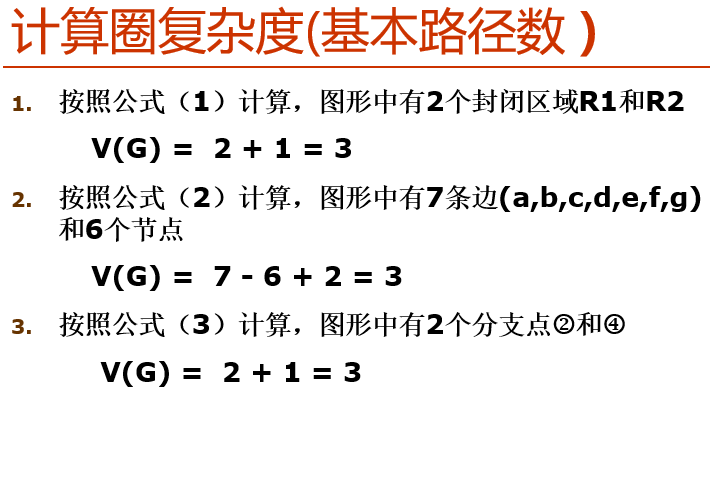 计算圈复杂度(基本路径数 )
1. 按照公式（1）计算，图形中有2个封闭区域R1和R2
V(G) = 2 + 1 = 3
2. 按照公式（2）计算，图形中有7条边(a,b,c,d,e,f,g)
和6个节点
V(G) = 7 - 6 + 2 = 3
3. 按照公式（3）计算，图形中有2个分支点②和④
V(G) = 2 + 1 = 3